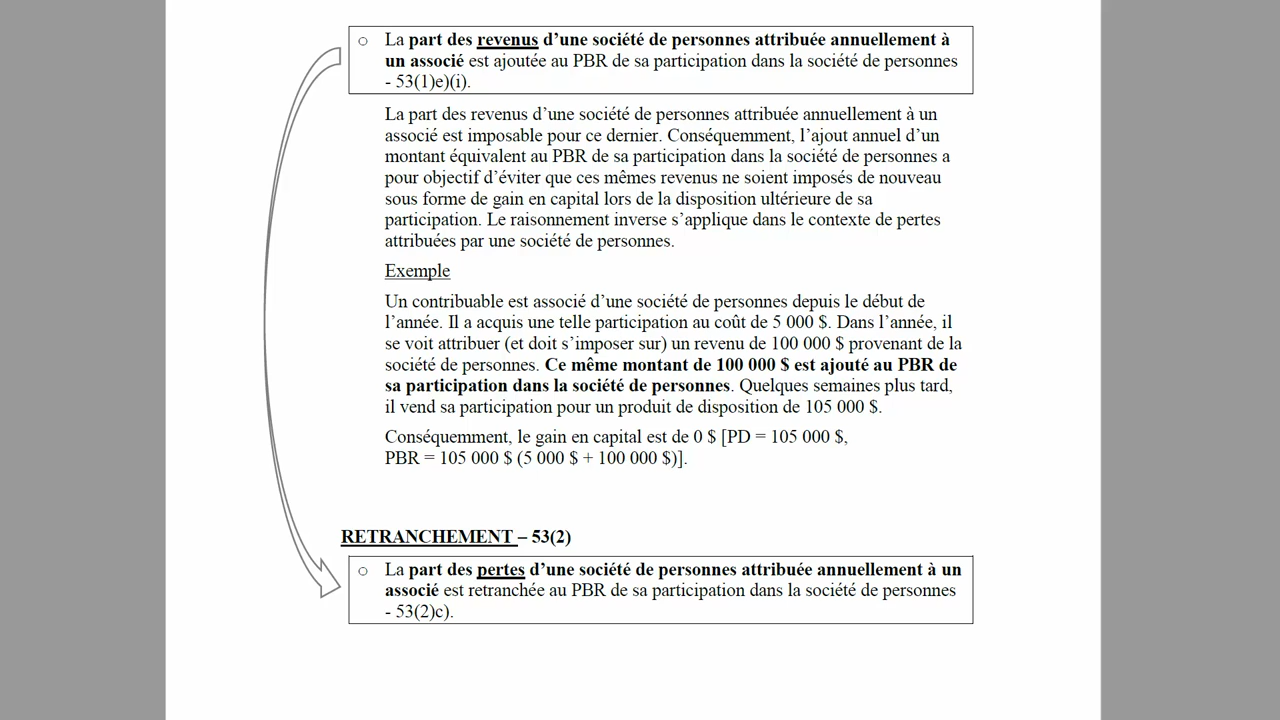 ○ La part des revenus d’une société de personnes attribuée annuellement à
un associé est ajoutée au PBR de sa participation dans la société de personnes
- 53(1)e)(i).
La part des revenus d’une société de personnes attribuée annuellement à un
associé est imposable pour ce dernier. Conséquemment, l’ajout annuel d’un
montant équivalent au PBR de sa participation dans la société de personnes a
pour objectif d’éviter que ces mêmes revenus ne soient imposés de nouveau
sous forme de gain en capital lors de la disposition ultérieure de sa
participation. Le raisonnement inverse s’applique dans le contexte de pertes
attribuées par une société de personnes.
Exemple
Un contribuable est associé d’une société de personnes depuis le début de
l’année. Il a acquis une telle participation au coût de 5 000 $. Dans l’année, il
se voit attribuer (et doit s’imposer sur) un revenu de 100 000 $ provenant de la
société de personnes. Ce même montant de 100 000 $ est ajouté au PBR de
sa participation dans la société de personnes. Quelques semaines plus tard,
il vend sa participation pour un produit de disposition de 105 000 $.
Conséquemment, le gain en capital est de 0 $ [PD = 105 000 $,
PBR = 105 000 $ (5 000 $ + 100 000 $)].
RETRANCHEMENT – 53(2)
○ La part des pertes d’une société de personnes attribuée annuellement à un
associé est retranchée au PBR de sa participation dans la société de personnes
- 53(2)c).